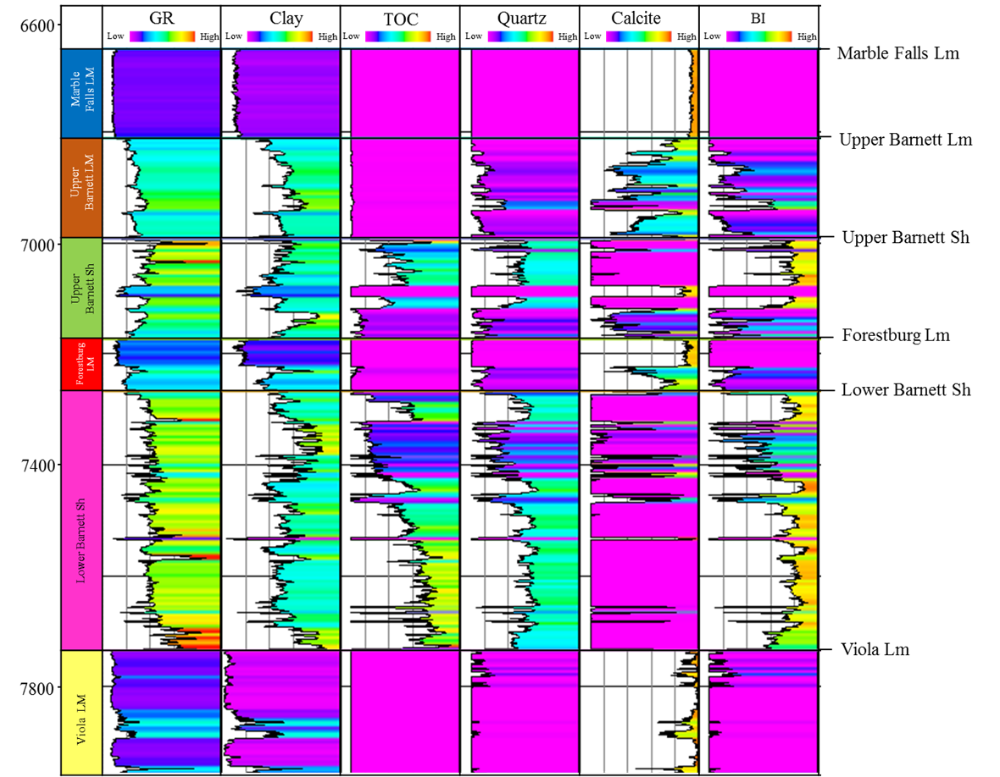 GR Clay TOC Quartz Calcite BI
Low High Low High Low High Low High Low High Low High
6600
Marble Falls Lm
Marble
Falls LM
Upper Barnett Lm
Upper
Barnett LM
Upper Barnett Sh
7000
Upper
Barnett Sh
Forestburg Lm
Forestburg
LM
Lower Barnett Sh
7400
Lower Barnett Sh
Viola Lm
7800
Viola LM